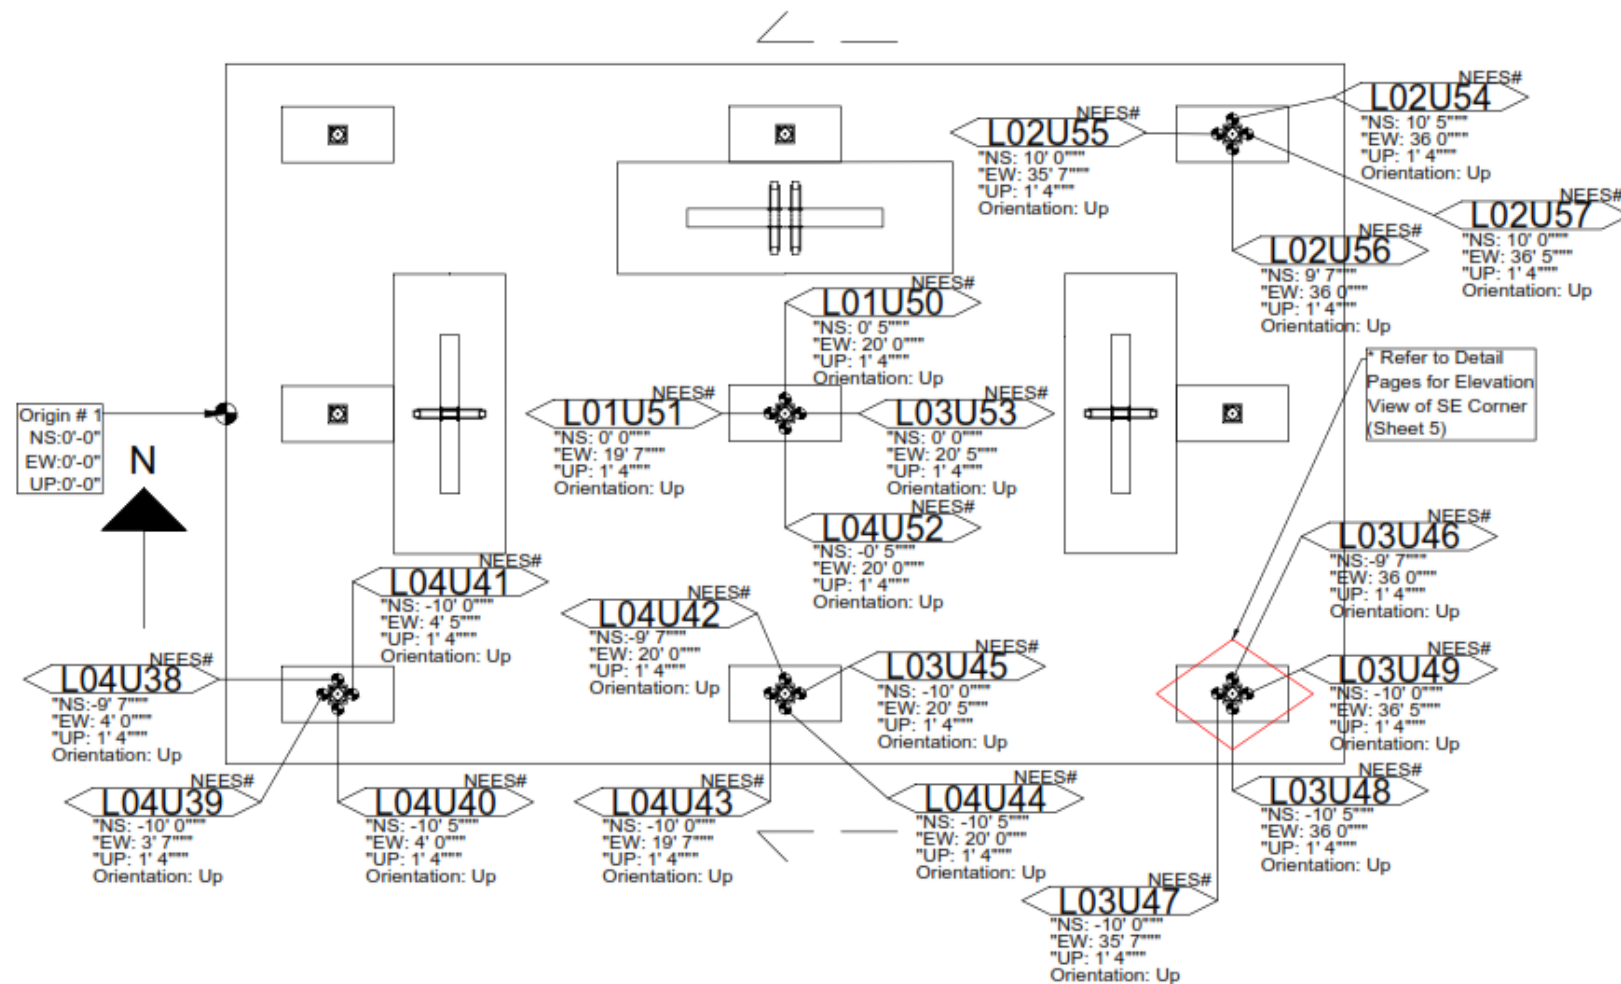 NEES#
L02U54
"NS: 10' 5"""
"EW: 36 0"""
"UP: 1' 4"""
Orientation: Up
L02U55
"NS: 10' 0"""
"EW: 35' 7"""
"UP: 1' 4"""
Orientation: Up
NEES#
L02U57
"NS: 10' 0"""
"EW: 36' 5"""
"UP: 1' 4"""
Orientation: Up
NEES#
L02U56
"NS: 9' 7"""
"EW: 36 0"""
"UP: 1' 4"""
Orientation: Up
NEES#
L01U50
"NS: 0' 5"""
"EW: 20' 0"""
"UP: 1' 4"""
Orientation: Up
* Refer to Detail
Pages for Elevation
View of SE Corner
(Sheet 5)
NEES#
L01U51
"NS: 0' 0"""
"EW: 19' 7"""
"UP: 1' 4"""
Orientation: Up
NEES#
L03U53
"NS: 0' 0"""
"EW: 20' 5"""
"UP: 1' 4"""
Orientation: Up
Origin # 1
NS:0'-0"
EW:0'-0"
UP:0'-0"
N
NEES#
L04U52
"NS: -0' 5"""
"EW: 20' 0"""
"UP: 1' 4"""
Orientation: Up
NEES#
L03U46
"NS:-9' 7"""
"EW: 36 0"""
"UP: 1' 4"""
Orientation: Up
NEES#
L04U41
"NS: -10' 0"""
"EW: 4' 5"""
"UP: 1' 4"""
Orientation: Up
NEES#
L04U42
"NS:-9' 7"""
"EW: 20' 0"""
"UP: 1' 4"""
Orientation: Up
NEES#
L04U38
"NS:-9' 7"""
"EW: 4' 0"""
"UP: 1' 4"""
Orientation: Up
NEES#
L03U45
"NS: -10' 0"""
"EW: 20' 5"""
"UP: 1' 4"""
Orientation: Up
NEES#
L03U49
"NS: -10' 0"""
"EW: 36' 5"""
"UP: 1' 4"""
Orientation: Up
NEES#
L04U39
"NS: -10' 0"""
"EW: 3' 7"""
"UP: 1' 4"""
Orientation: Up
NEES#
L04U40
"NS: -10' 5"""
"EW: 4' 0"""
"UP: 1' 4"""
Orientation: Up
NEES#
L04U43
"NS: -10' 0"""
"EW: 19' 7"""
"UP: 1' 4"""
Orientation: Up
NEES#
L04U44
"NS: -10' 5"""
"EW: 20' 0"""
"UP: 1' 4"""
Orientation: Up
NEES#
L03U48
"NS: -10' 5"""
"EW: 36 0"""
"UP: 1' 4"""
Orientation: Up
NEES#
L03U47
"NS: -10' 0"""
"EW: 35' 7"""
"UP: 1' 4"""
Orientation: Up